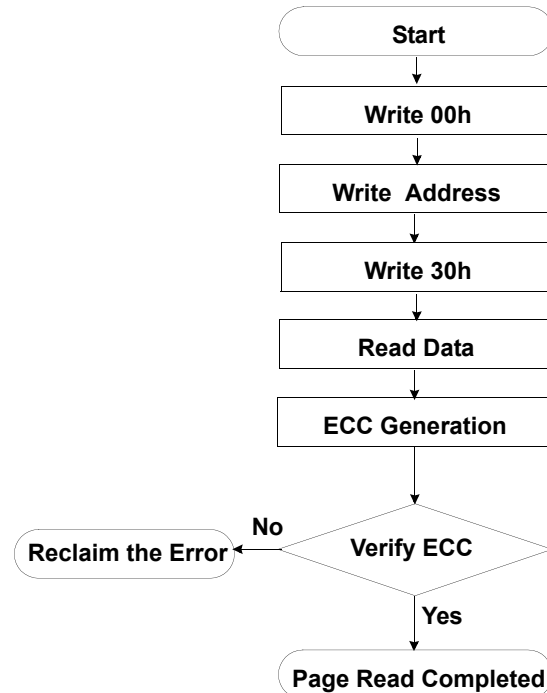 Start
Write 00h
Write Address
Write 30h
Read Data
ECC Generation
No
Reclaim the Error
Verify ECC
Yes
Page Read Completed